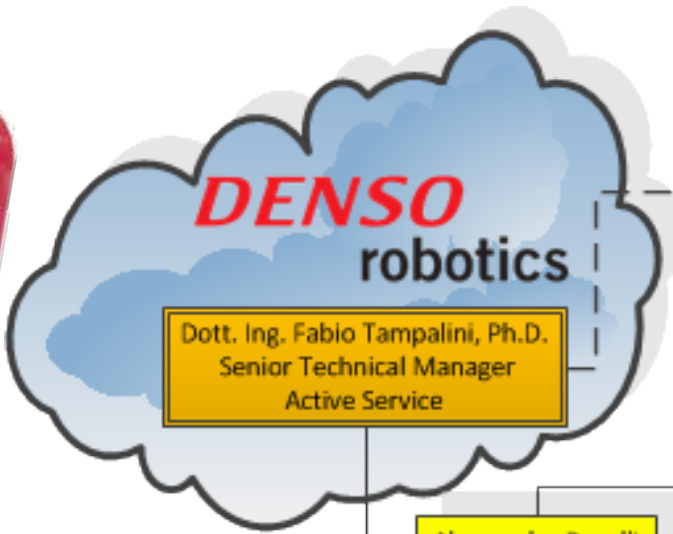 DENSO
robotics
Dott. Ing. Fabio Tampalini, Ph.D.
Senior Technical Manager
Active Service